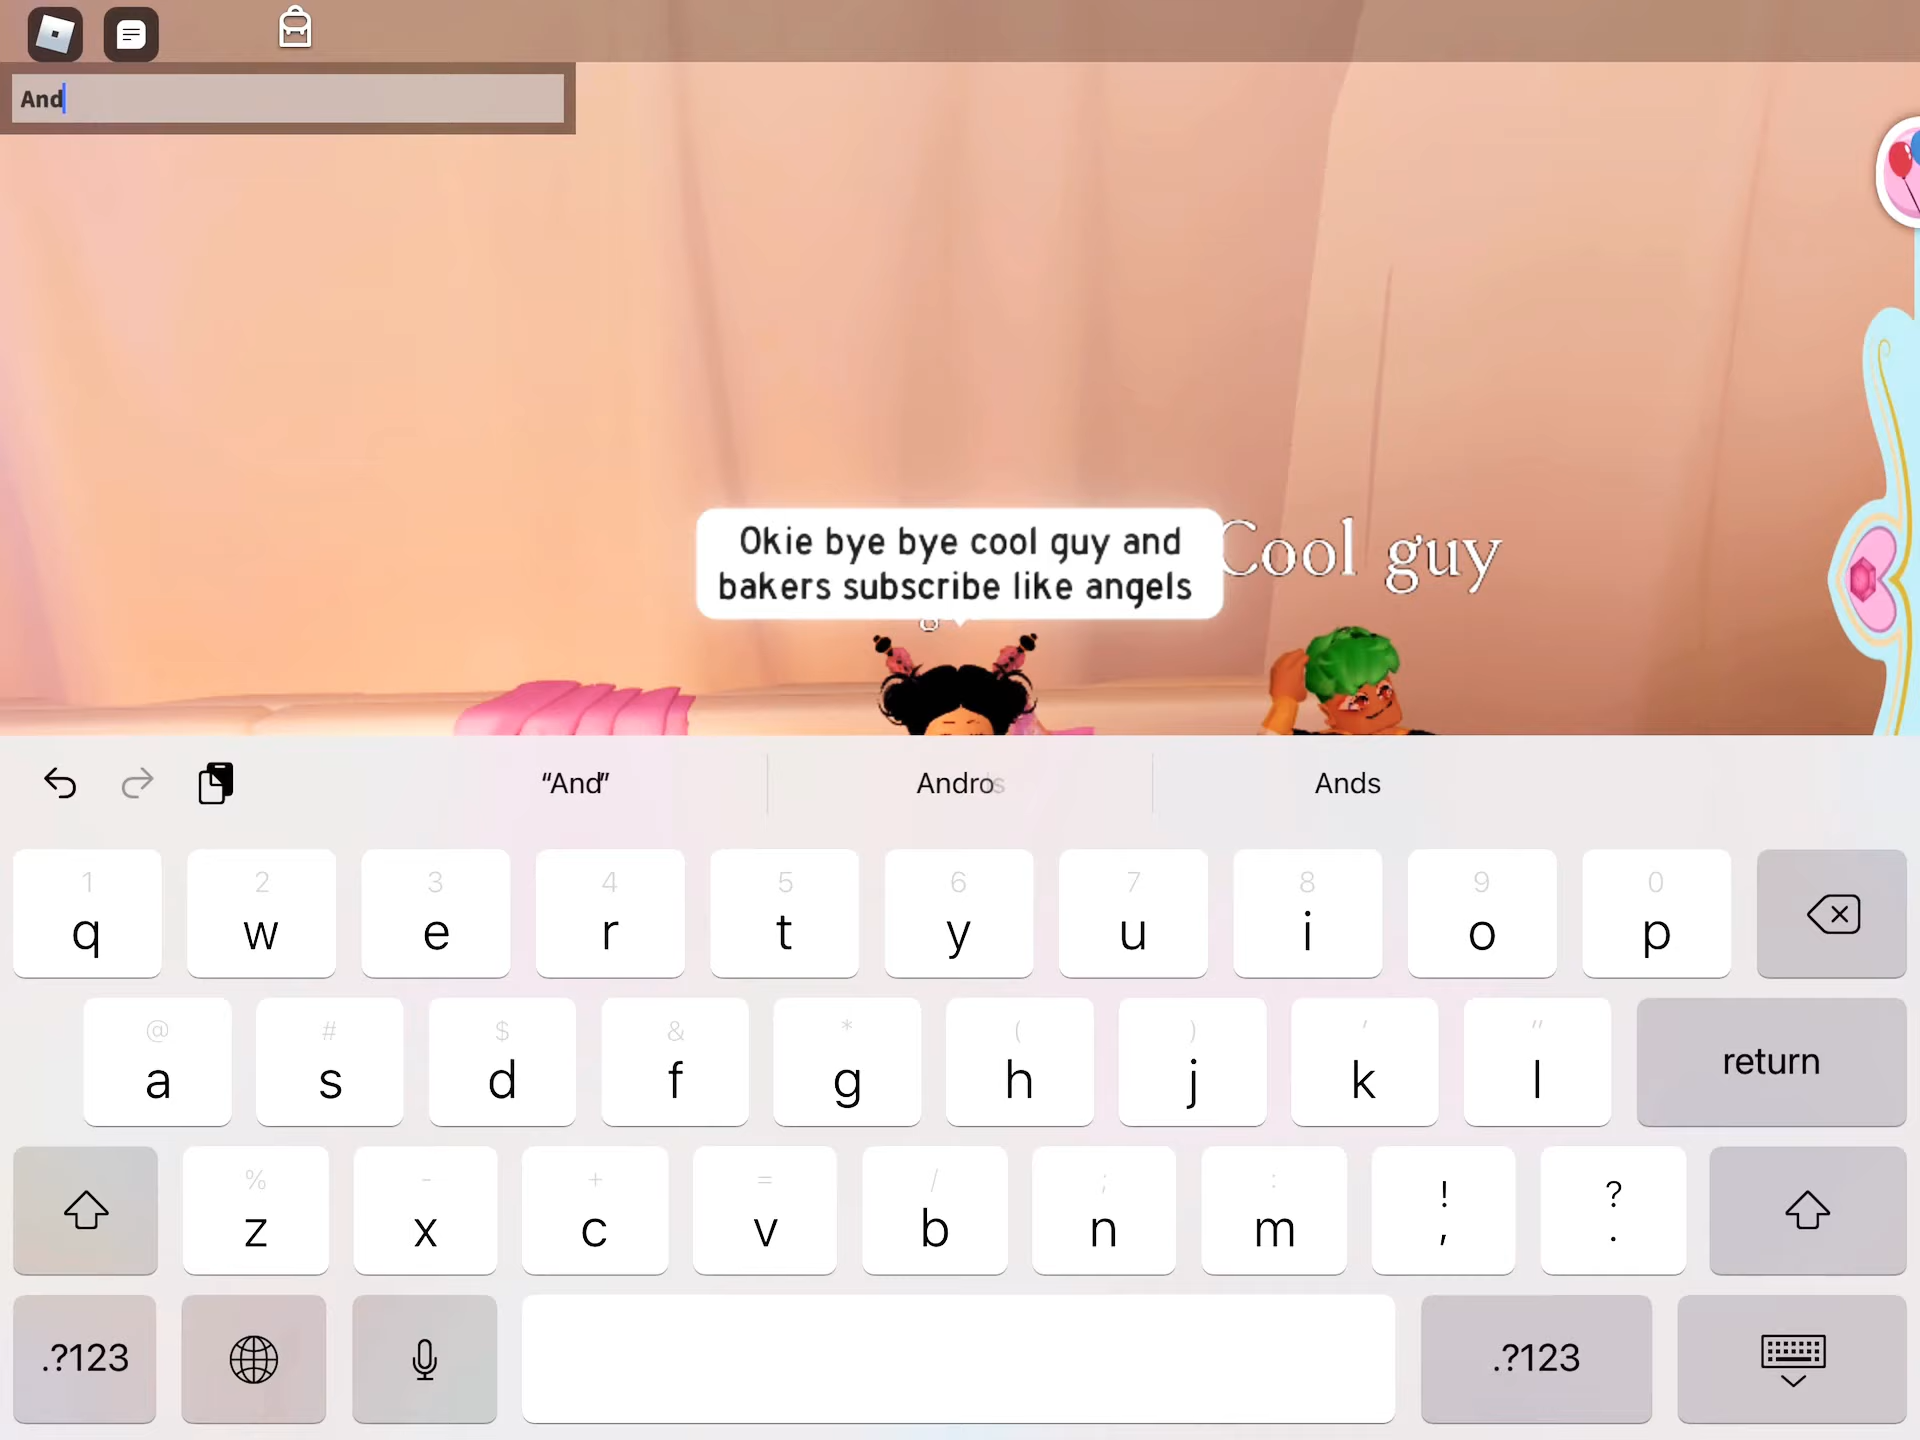 And
Okie bye bye cool guy and
bakers subscribe like angels
Cool guy
“And” Andro Ands
1 2 3 4 5 6 7 8 9 0
q w e r t y u i o p
@ # $ & * ( ) ' "
a s d f g h j k l return
% - + = / ; : ! ?
z x c v b n m , .
.?123 .?123